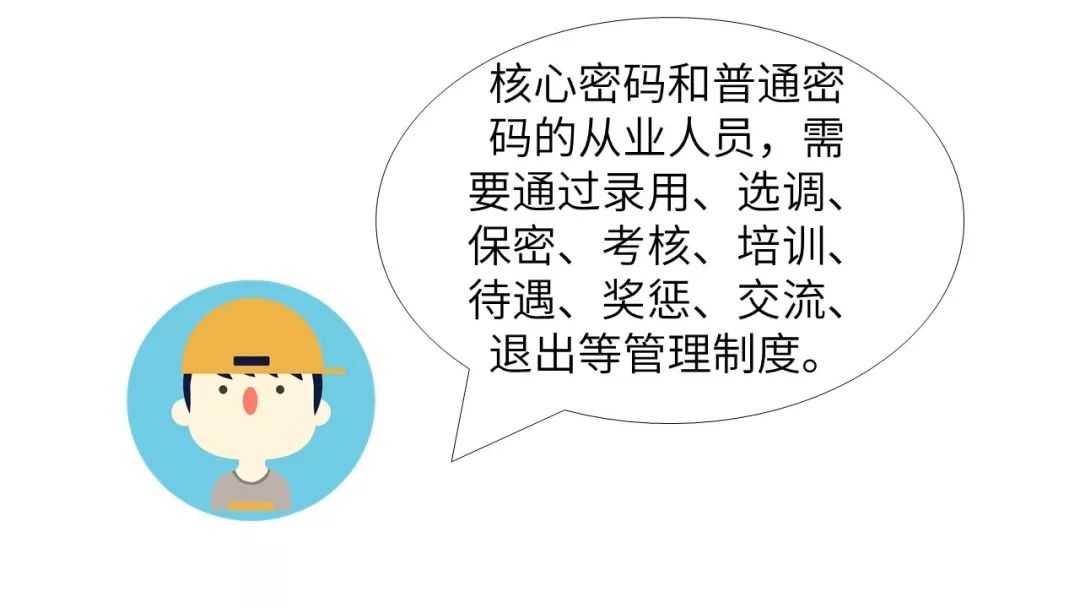 核心密码和普通密
码的从业人员，需
要通过录用、选调、
保密、考核、培训、
待遇、奖惩、交流、
退出等管理制度。